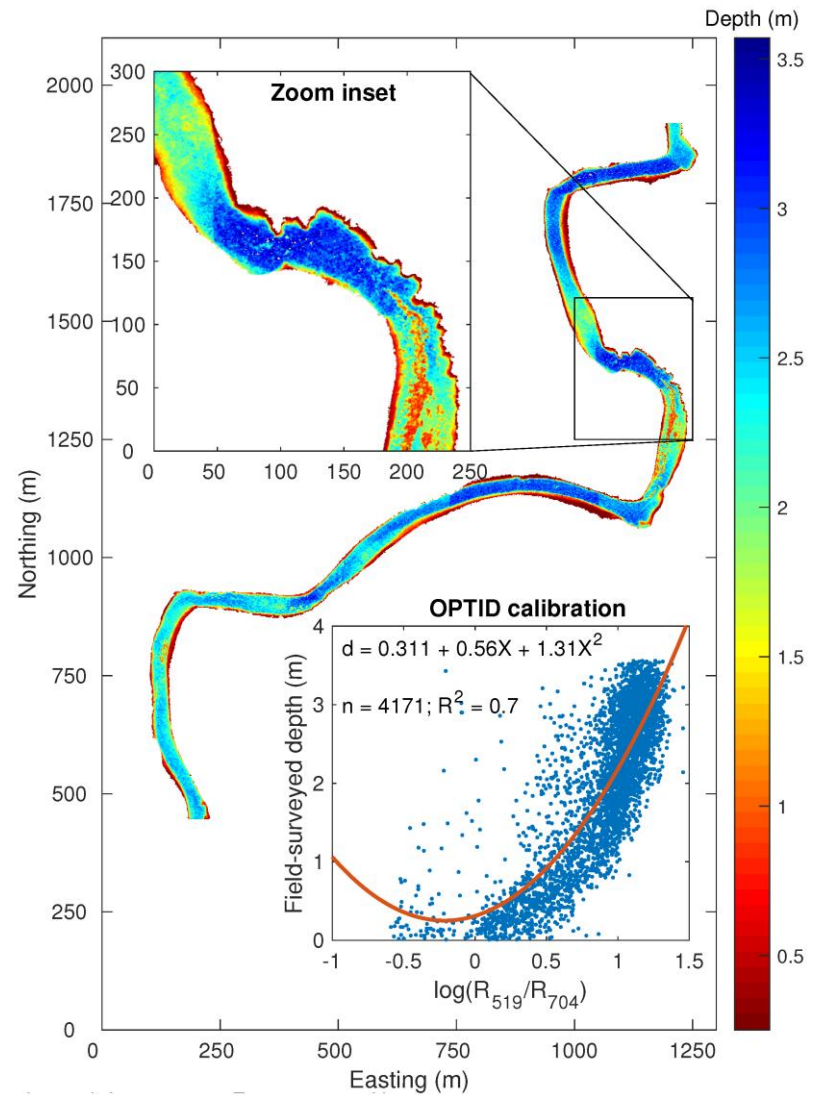 Depth (m)
3.5
3
2.5
2
1.5
1
0.5
Northing (m)
2000
1750
1500
1250
1000
750
500
250
0
0 250 500 750 1000 1250
Easting (m)
Zoom inset
300
250
200
150
100
50
0
0 50 100 150 200 250
OPTID calibration
d = 0.311 + 0.56X + 1.31X²
n = 4171; R² = 0.7
Field-surveyed depth (m)
4
3
2
1
0
-1 -0.5 0 0.5 1 1.5
log(R₅₁₉/R₇₀₄)